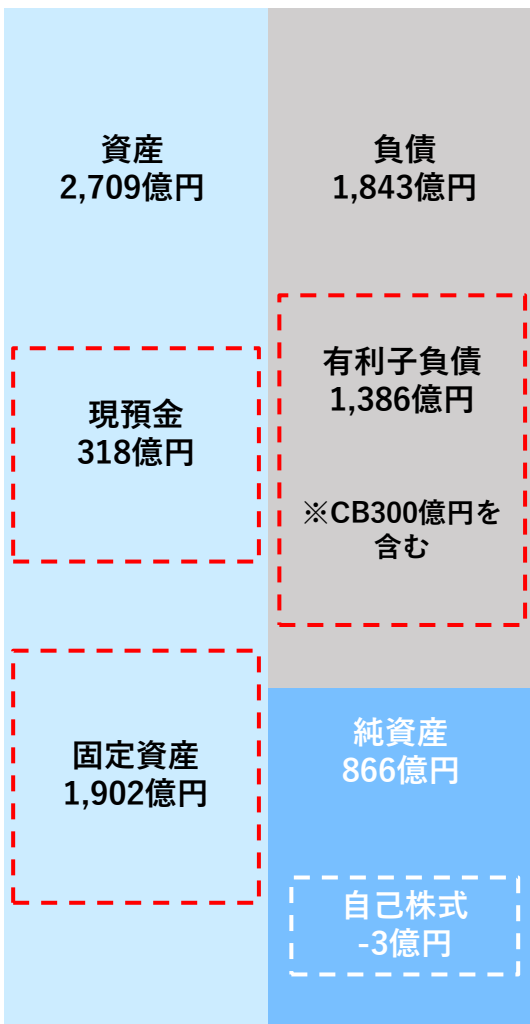 資産
2,709億円
現預金
318億円
固定資産
1,902億円
負債
1,843億円
有利子負債
1,386億円
※CB300億円を
含む
純資産
866億円
自己株式
-3億円